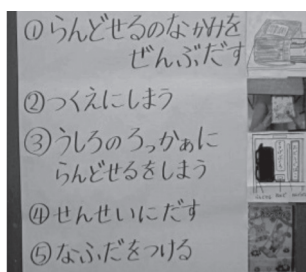 ①らんどせるのなかみを
ぜんぶだす
②つくえにしまう
③うしろのろっかぁに
らんどせるをしまう
④せんせいにだす
⑤なふだをつける